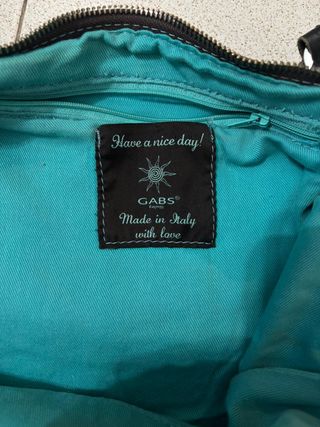 Have a nice day!
GABS®
Made in Italy
with love